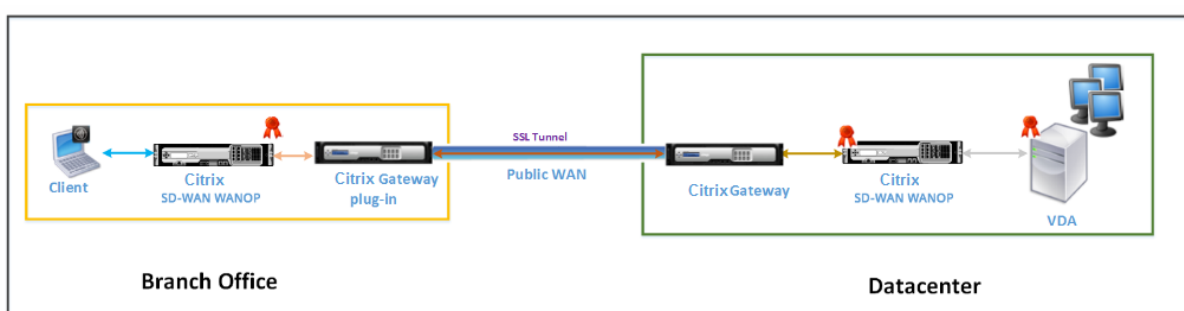 SSL Tunnel
Client
Citrix
SD-WAN WANOP
Citrix Gateway
plug-in
Public WAN
Citrix Gateway
Citrix
SD-WAN WANOP
VDA
Branch Office
Datacenter